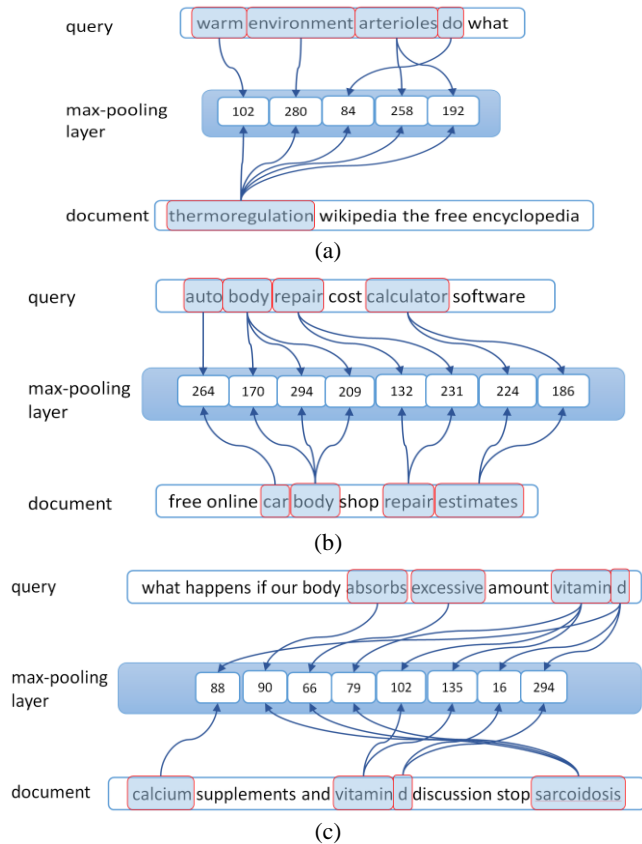 query warm environment arterioles do what
max-pooling
layer
102 280 84 258 192
document thermoregulation wikipedia the free encyclopedia
(a)
query auto body repair cost calculator software
max-pooling
layer
264 170 294 209 132 231 224 186
document free online car body shop repair estimates
(b)
query what happens if our body absorbs excessive amount vitamin d
max-pooling
layer
88 90 66 79 102 135 16 294
document calcium supplements and vitamin d discussion stop sarcoidosis
(c)